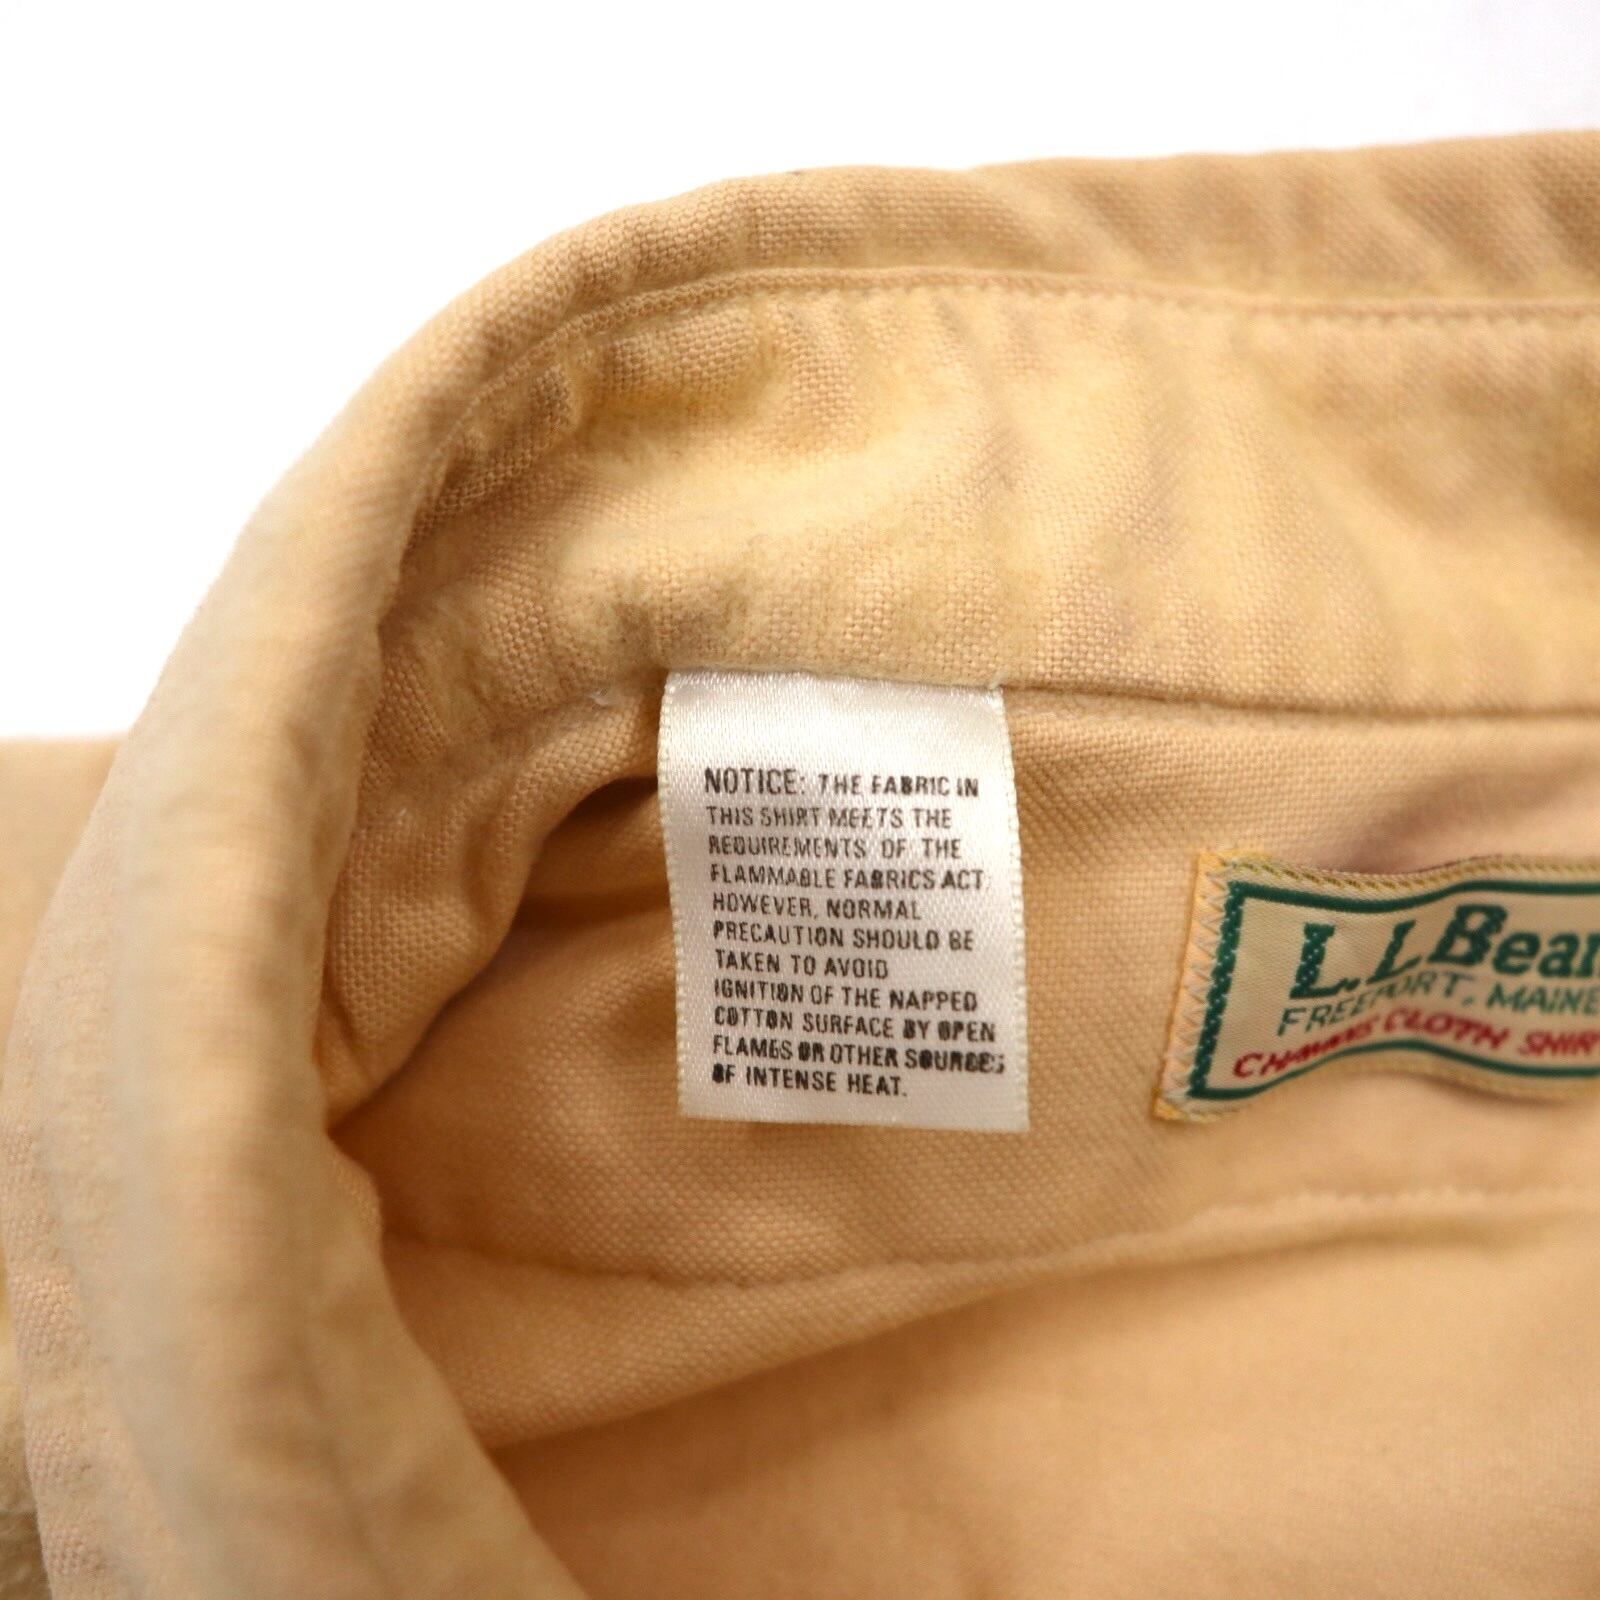 NOTICE: THE FABRIC IN
THIS SHIRT MEETS THE
REQUIREMENTS OF THE
FLAMMABLE FABRICS ACT.
HOWEVER, NORMAL
PRECAUTION SHOULD BE
TAKEN TO AVOID
IGNITION OF THE NAPPED
COTTON SURFACE BY OPEN
FLAMES OR OTHER SOURCES
OF INTENSE HEAT.
L.L.Bean
FREEPORT, MAINE
CHAMOIS CLOTH SHIR